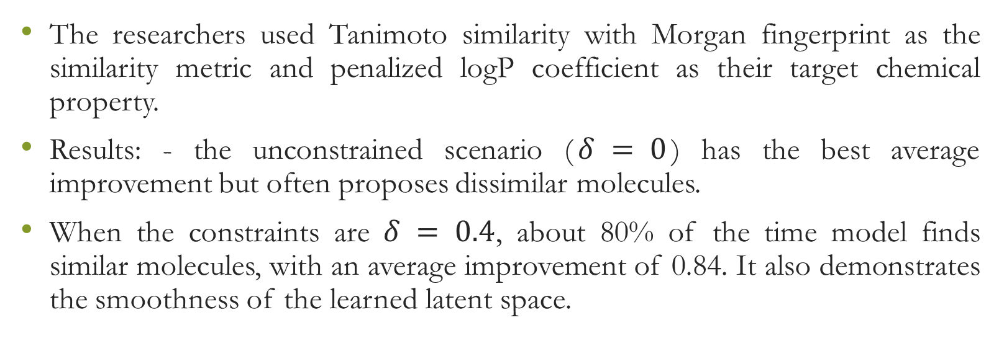 • The researchers used Tanimoto similarity with Morgan fingerprint as the
similarity metric and penalized logP coefficient as their target chemical
property.
• Results: - the unconstrained scenario (𝛿 = 0) has the best average
improvement but often proposes dissimilar molecules.
• When the constraints are 𝛿 = 0.4, about 80% of the time model finds
similar molecules, with an average improvement of 0.84. It also demonstrates
the smoothness of the learned latent space.